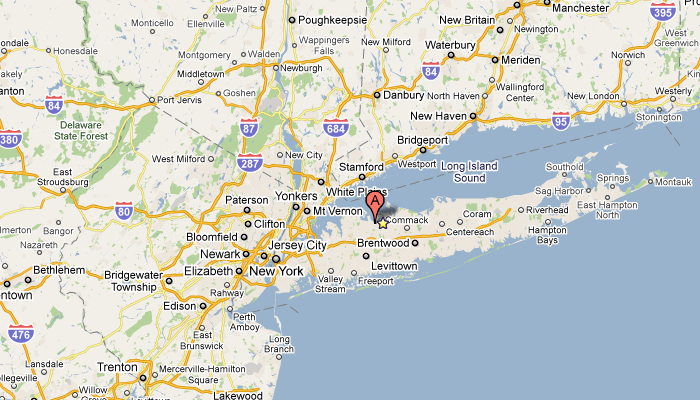 Monticello
Ellenville
New Paltz
Poughkeepsie
New Britain
Manchester
395
Wappingers
Falls
New Milford
Waterbury
Newington
West
Greenwich
Honesdale
Montgomery
Walden
Newburgh
Meriden
Norwich
Middletown
84
Wallingford
Center
Goshen
Danbury
North Haven
New London
Westerly
84
Port Jervis
New Haven
Stonington
Delaware
State Forest
380
87
684
95
Bridgeport
287
New City
Stamford
Westport
Long Island
Sound
West Milford
East
Stroudsburg
White Plains
Southold
Springs
Montauk
Yonkers
Sag Harbor
80
Paterson
A
Mt Vernon
East Hampton
North
Clifton
Commack
Coram
Riverhead
Nazareth
Bangor
Bloomfield
Jersey City
Brentwood
Centereach
Hampton
Bays
Newark
Bethlehem
Elizabeth
New York
Levittown
Bridgewater
Township
Valley
Stream
Freeport
Rahway
Edison
Perth
Amboy
476
East
Brunswick
Long
Branch
Lansdale
Trenton
Mercerville-Hamilton
Square
Willow
Grove
Lakewood